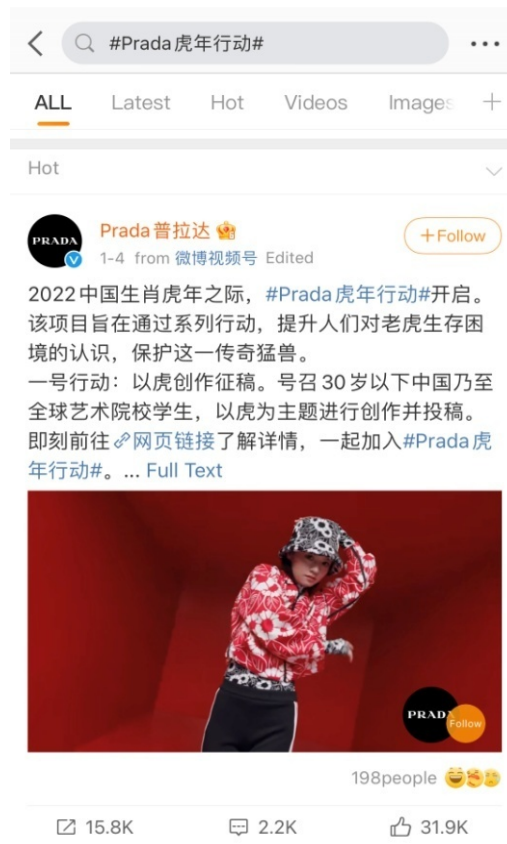 #Prada虎年行动#
ALL Latest Hot Videos Images
Hot
PRADA
Prada普拉达
+Follow
1-4 from 微博视频号 Edited
2022中国生肖虎年之际，#Prada虎年行动#开启。
该项目旨在通过系列行动，提升人们对老虎生存困
境的认识，保护这一传奇猛兽。
一号行动：以虎创作征稿。号召30岁以下中国乃至
全球艺术院校学生，以虎为主题进行创作并投稿。
即刻前往网页链接了解详情，一起加入#Prada虎
年行动#。... Full Text
PRADA
Follow
198people
15.8K 2.2K 31.9K